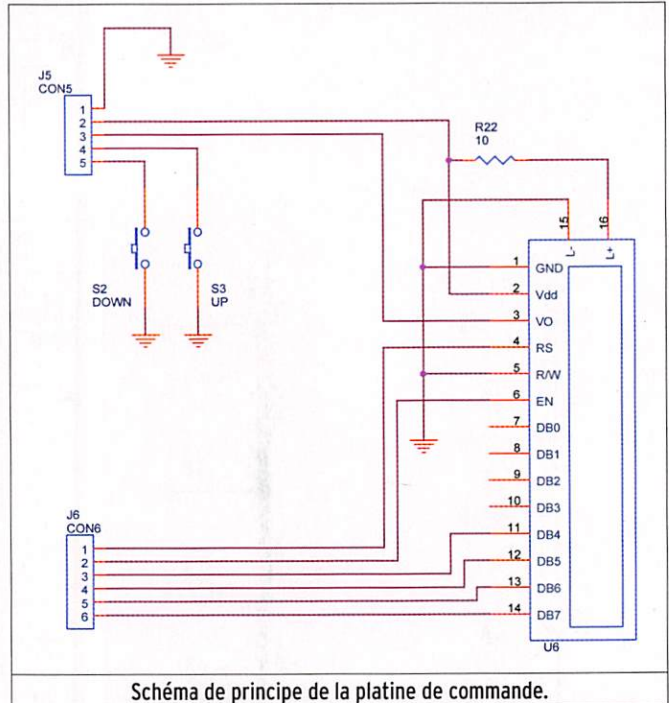 J5
CON5
1
2
3
4
5
R22
10
15
16
L-
L+
S2
DOWN
S3
UP
1 GND
2 Vdd
3 VO
4 RS
5 R/W
6 EN
7 DB0
8 DB1
9 DB2
10 DB3
11 DB4
12 DB5
13 DB6
14 DB7
U6
J6
CON6
1
2
3
4
5
6
Schéma de principe de la platine de commande.